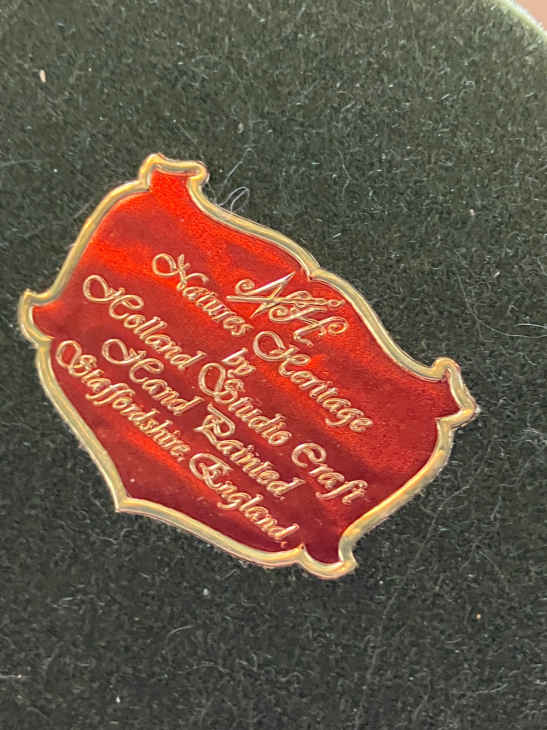 NH
Natures Heritage
by
Holland Studio Craft
Hand Painted
Staffordshire, England.